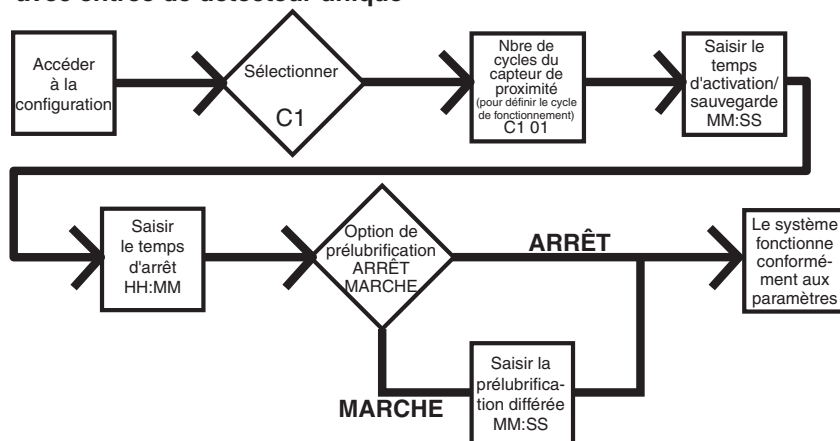 avec entrée de détecteur unique
Accéder
à la
configuration
Sélectionner
C1
Nbre de
cycles du
capteur de
proximité
(pour définir le cycle
de fonctionnement)
C1 01
Saisir le
temps
d'activation/
sauvegarde
MM:SS
Saisir
le temps
d'arrêt
HH:MM
Option de
prélubrification
ARRÊT
MARCHE
ARRÊT
MARCHE
Saisir la
prélubrifica-
tion différée
MM:SS
Le système
fonctionne
conformé-
ment aux
paramètres